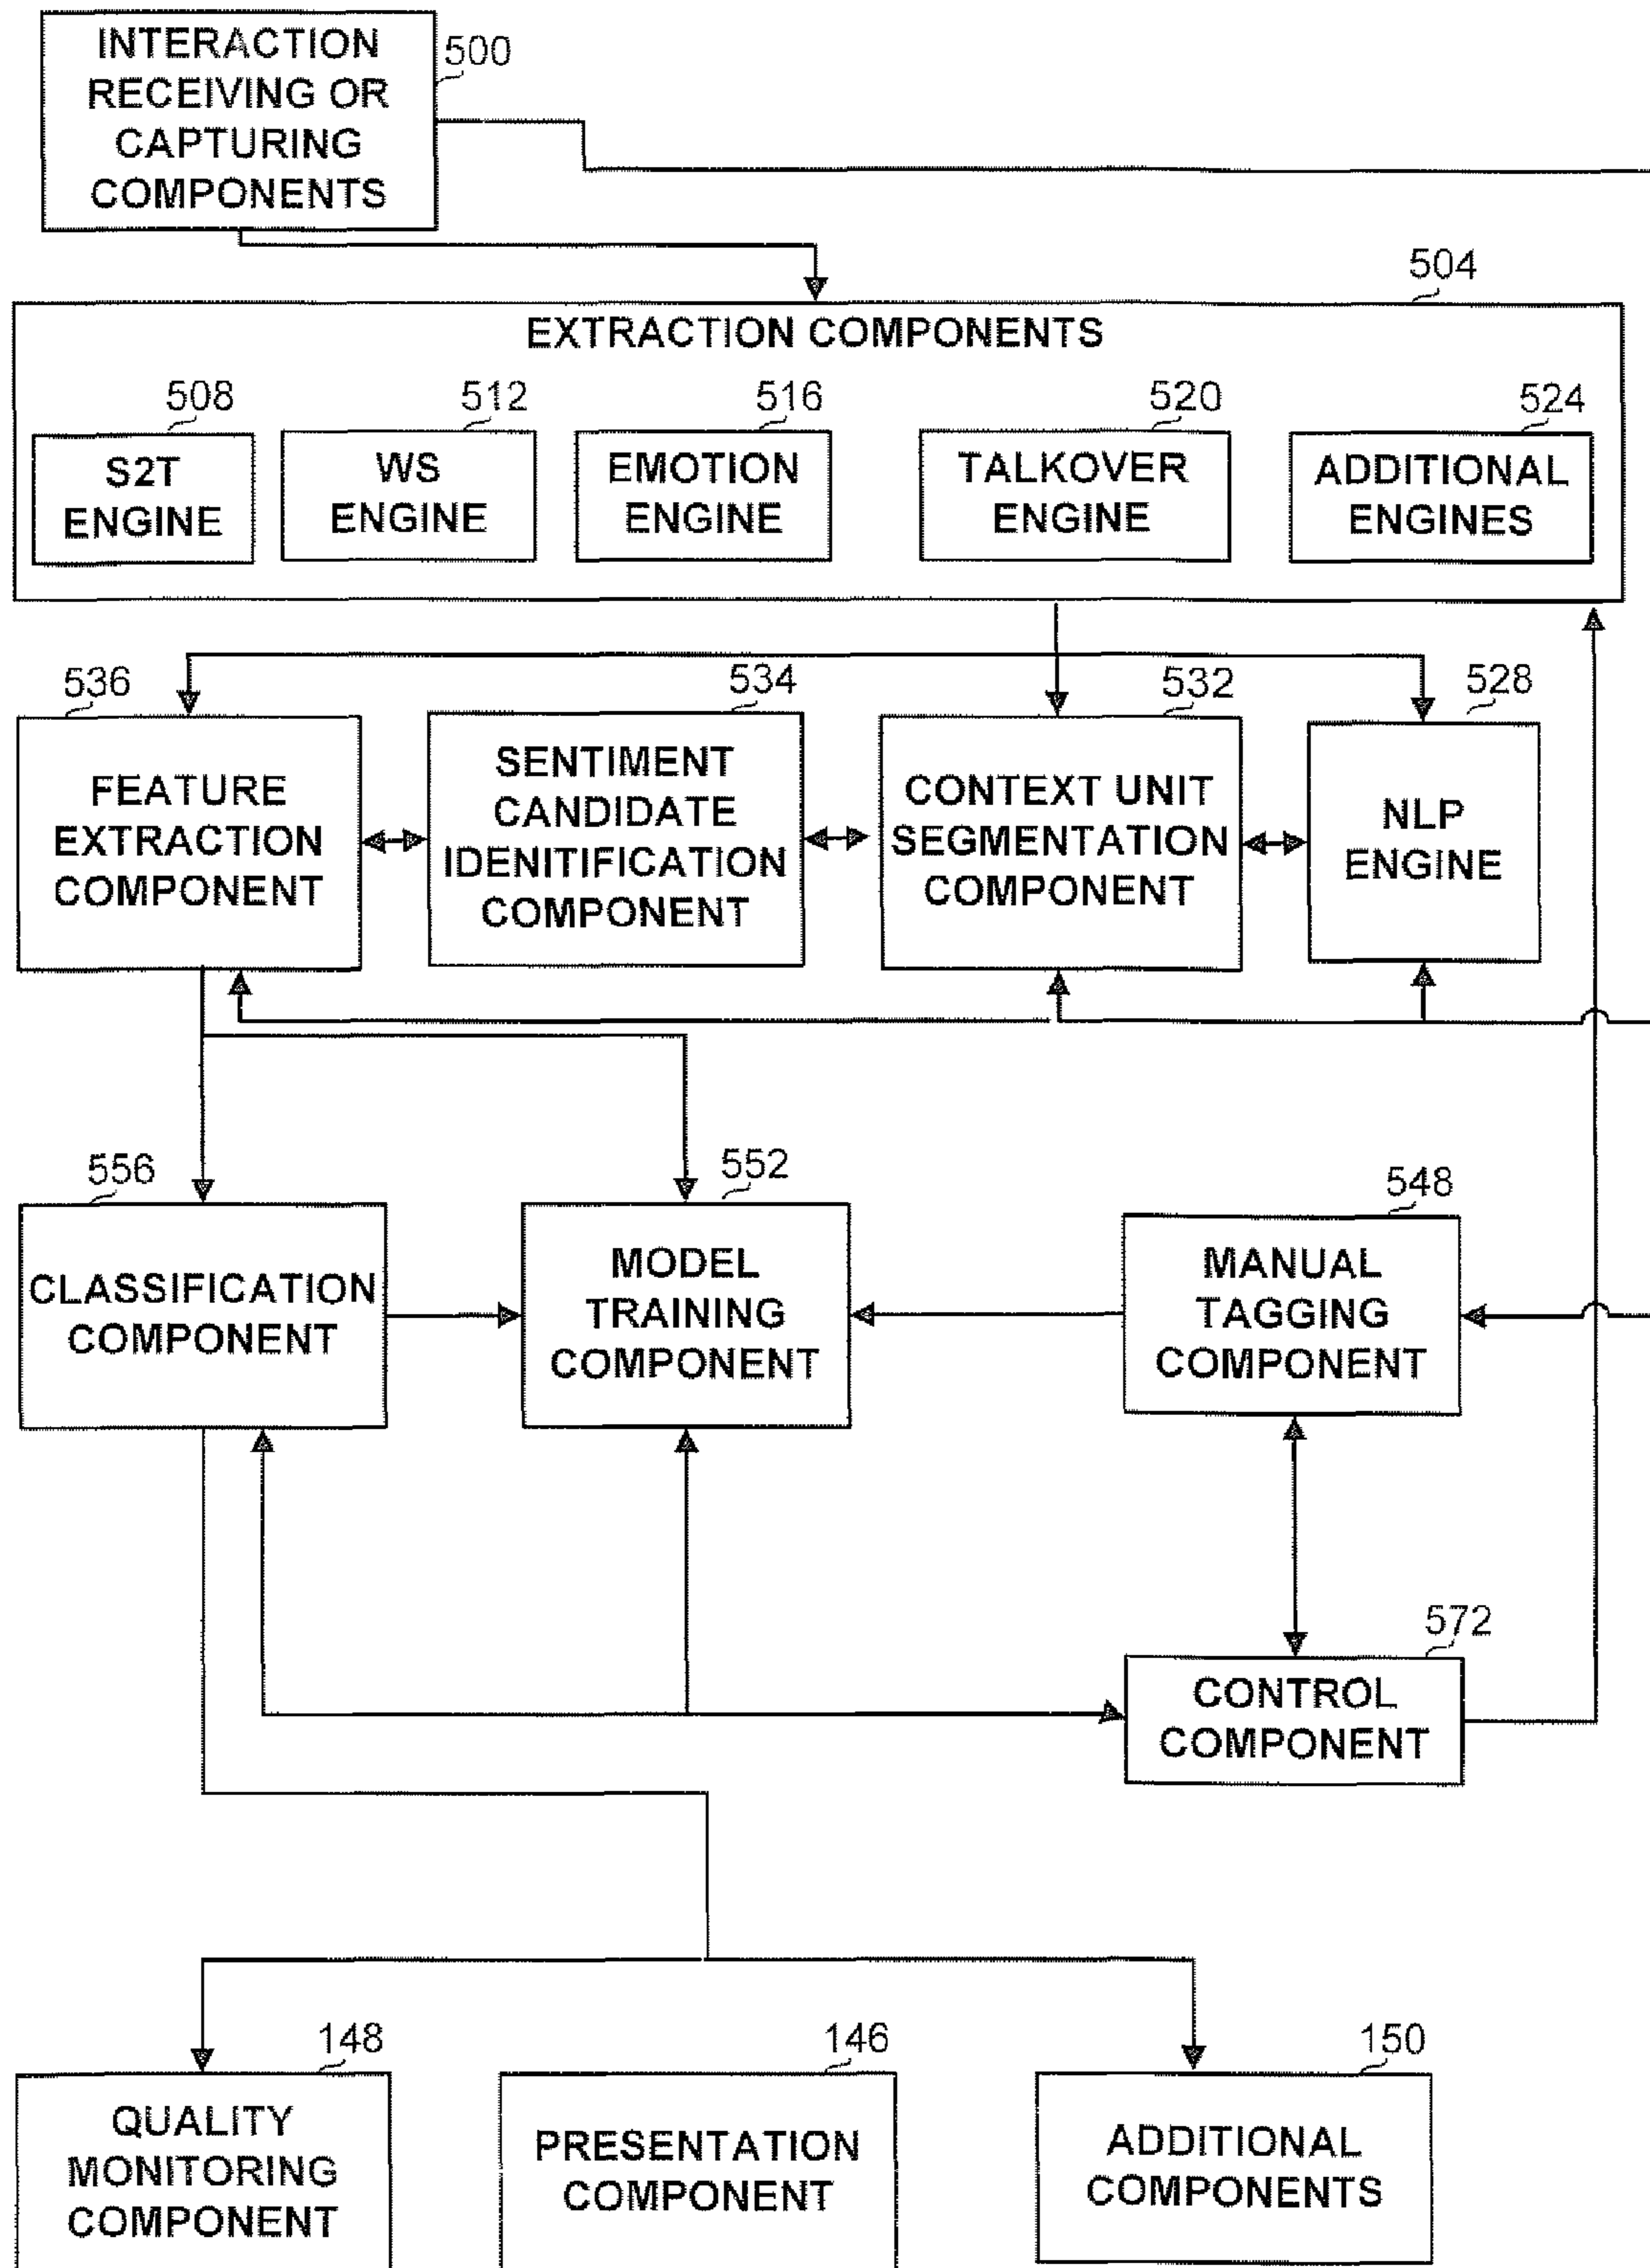 INTERACTION
RECEIVING OR
CAPTURING
COMPONENTS
500
504
EXTRACTION COMPONENTS
508
S2T
ENGINE
512
WS
ENGINE
516
EMOTION
ENGINE
520
TALKOVER
ENGINE
524
ADDITIONAL
ENGINES
536
FEATURE
EXTRACTION
COMPONENT
534
SENTIMENT
CANDIDATE
IDENITIFICATION
COMPONENT
532
CONTEXT UNIT
SEGMENTATION
COMPONENT
528
NLP
ENGINE
556
CLASSIFICATION
COMPONENT
552
MODEL
TRAINING
COMPONENT
548
MANUAL
TAGGING
COMPONENT
572
CONTROL
COMPONENT
148
QUALITY
MONITORING
COMPONENT
146
PRESENTATION
COMPONENT
150
ADDITIONAL
COMPONENTS